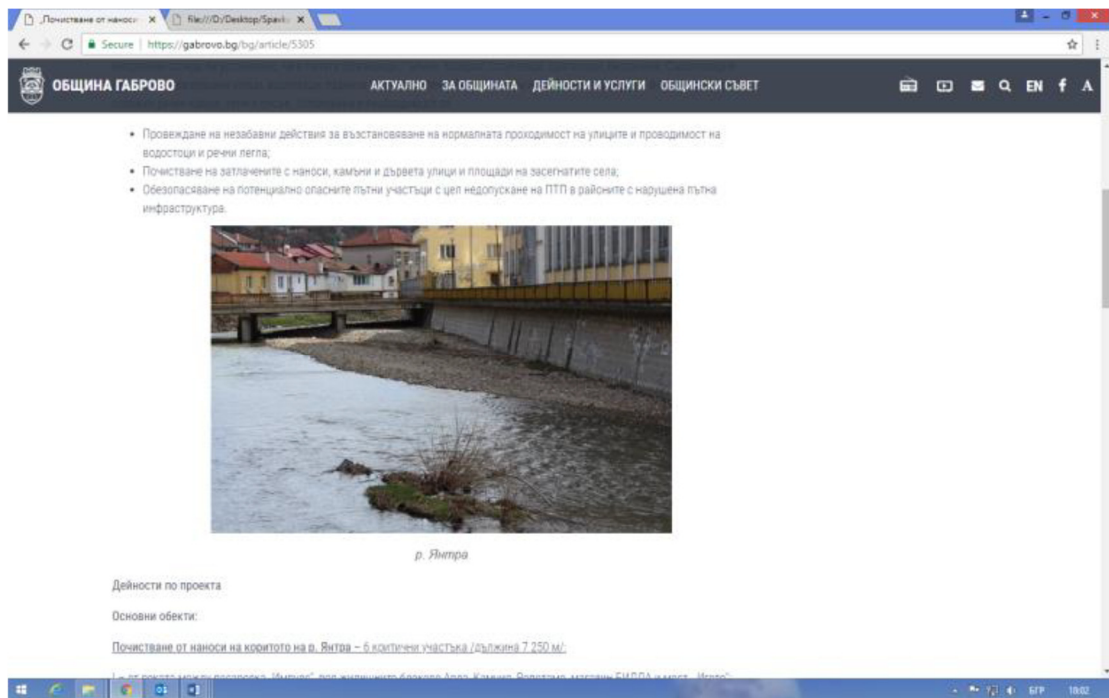 „Почистване от наноси
file:///D:/Desktop/Spavk
Secure | https://gabrovo.bg/bg/article/5305
ОБЩИНА ГАБРОВО АКТУАЛНО ЗА ОБЩИНАТА ДЕЙНОСТИ И УСЛУГИ ОБЩИНСКИ СЪВЕТ EN f A
• Провеждане на незабавни действия за възстановяване на нормалната проходимост на улиците и проводимост на
водостоци и речни легла;
• Почистване на затлачените с наноси, камъни и дървета улици и площади на засегнатите села;
• Обезопасяване на потенциално опасните пътни участъци с цел недопускане на ПТП в районите с нарушена пътна
инфраструктура.
р. Янтра
Дейности по проекта
Основни обекти:
Почистване от наноси на коритото на р. Янтра – 6 критични участъка /дължина 7 250 м/:
БГР 10:02